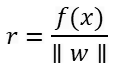 r = f(x) / ‖ w ‖